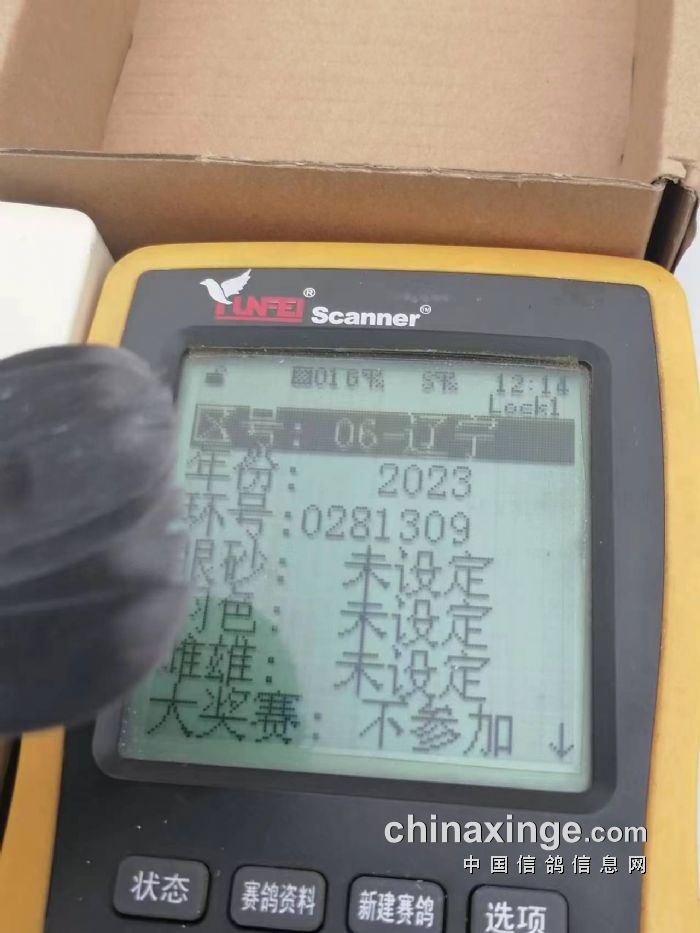 YUNFEI® Scanner™
12:14
Lock1
区号: 06-辽宁
年份: 2023
环号:0281309
眼砂: 未设定
羽色: 未设定
雌雄: 未设定
大奖赛: 不参加 ↓
chinaxinge.com
中国信鸽信息网
状态
赛鸽资料
新建赛鸽
选项